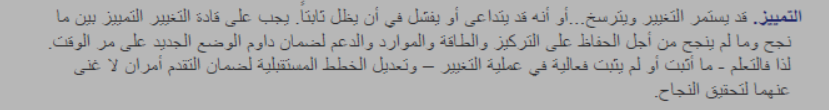 التمييز. قد يستمر التغيير ويترسخ...أو أنه قد يتداعى أو يفشل في أن يظل ثابتاً. يجب على قادة التغيير التمييز بين ما
نجح وما لم ينجح من أجل الحفاظ على التركيز والطاقة والموارد والدعم لضمان داوم الوضع الجديد على مر الوقت.
لذا فالتعلم - ما أثبت أو لم يثبت فعالية في عملية التغيير – وتعديل الخطط المستقبلية لضمان التقدم أمران لا غنى
عنهما لتحقيق النجاح.